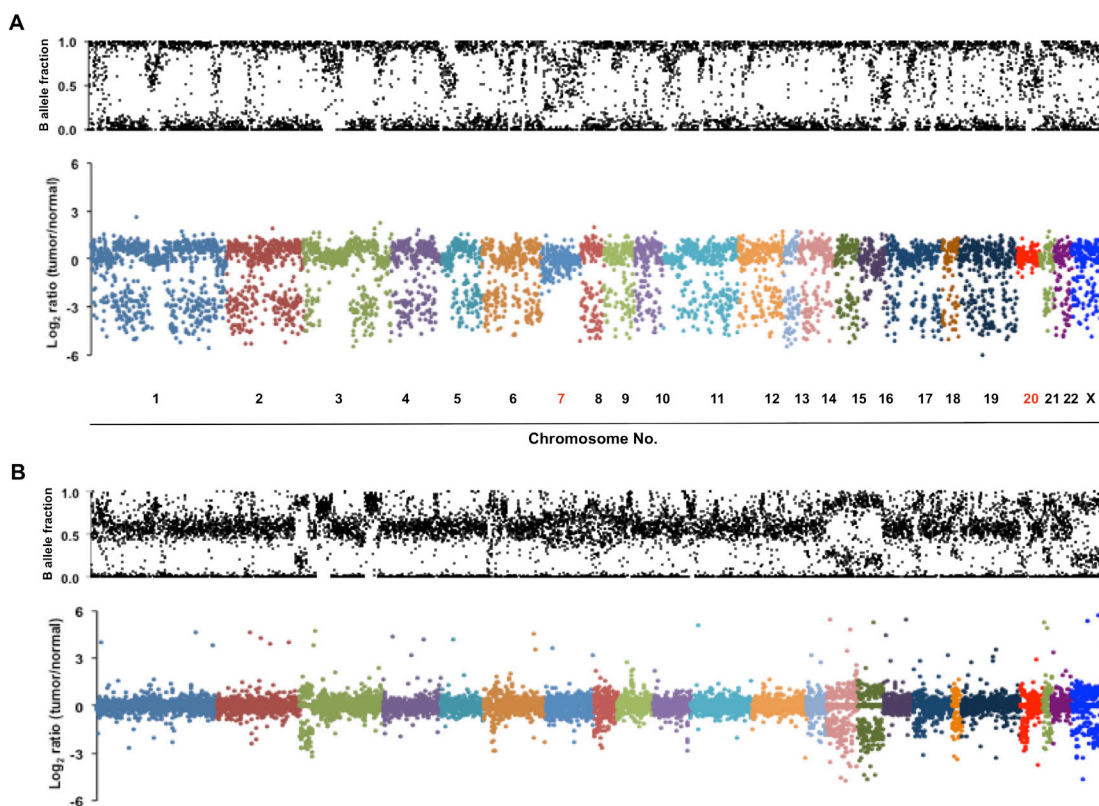 A
B allele fraction
1.0
0.5
0.0
Log2 ratio (tumor/normal)
6
3
0
-3
-6
1 2 3 4 5 6 7 8 9 10 11 12 13 14 15 16 17 18 19 20 21 22 X
Chromosome No.
B
B allele fraction
1.0
0.5
0.0
Log2 ratio (tumor/normal)
6
3
0
-3
-6